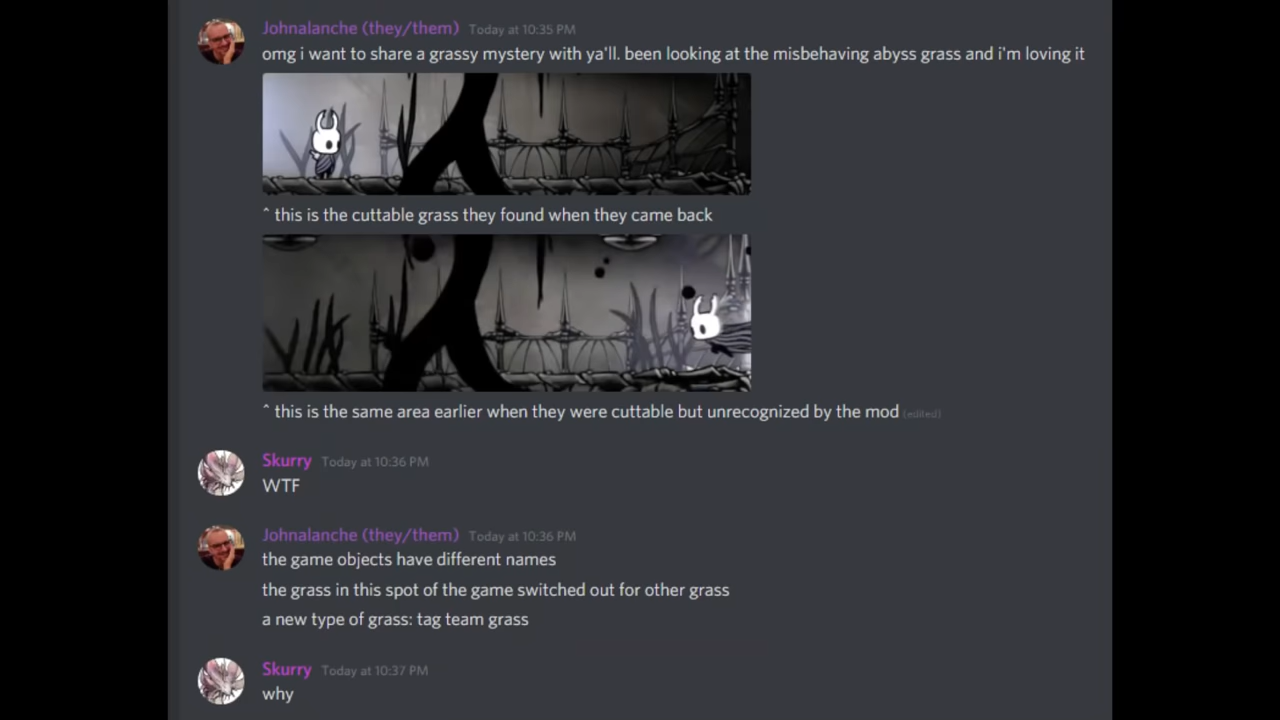 Johnalanche (they/them) Today at 10:35 PM
omg i want to share a grassy mystery with ya'll. been looking at the misbehaving abyss grass and i'm loving it
^ this is the cuttable grass they found when they came back
^ this is the same area earlier when they were cuttable but unrecognized by the mod (edited)
Skurry Today at 10:36 PM
WTF
Johnalanche (they/them) Today at 10:36 PM
the game objects have different names
the grass in this spot of the game switched out for other grass
a new type of grass: tag team grass
Skurry Today at 10:37 PM
why